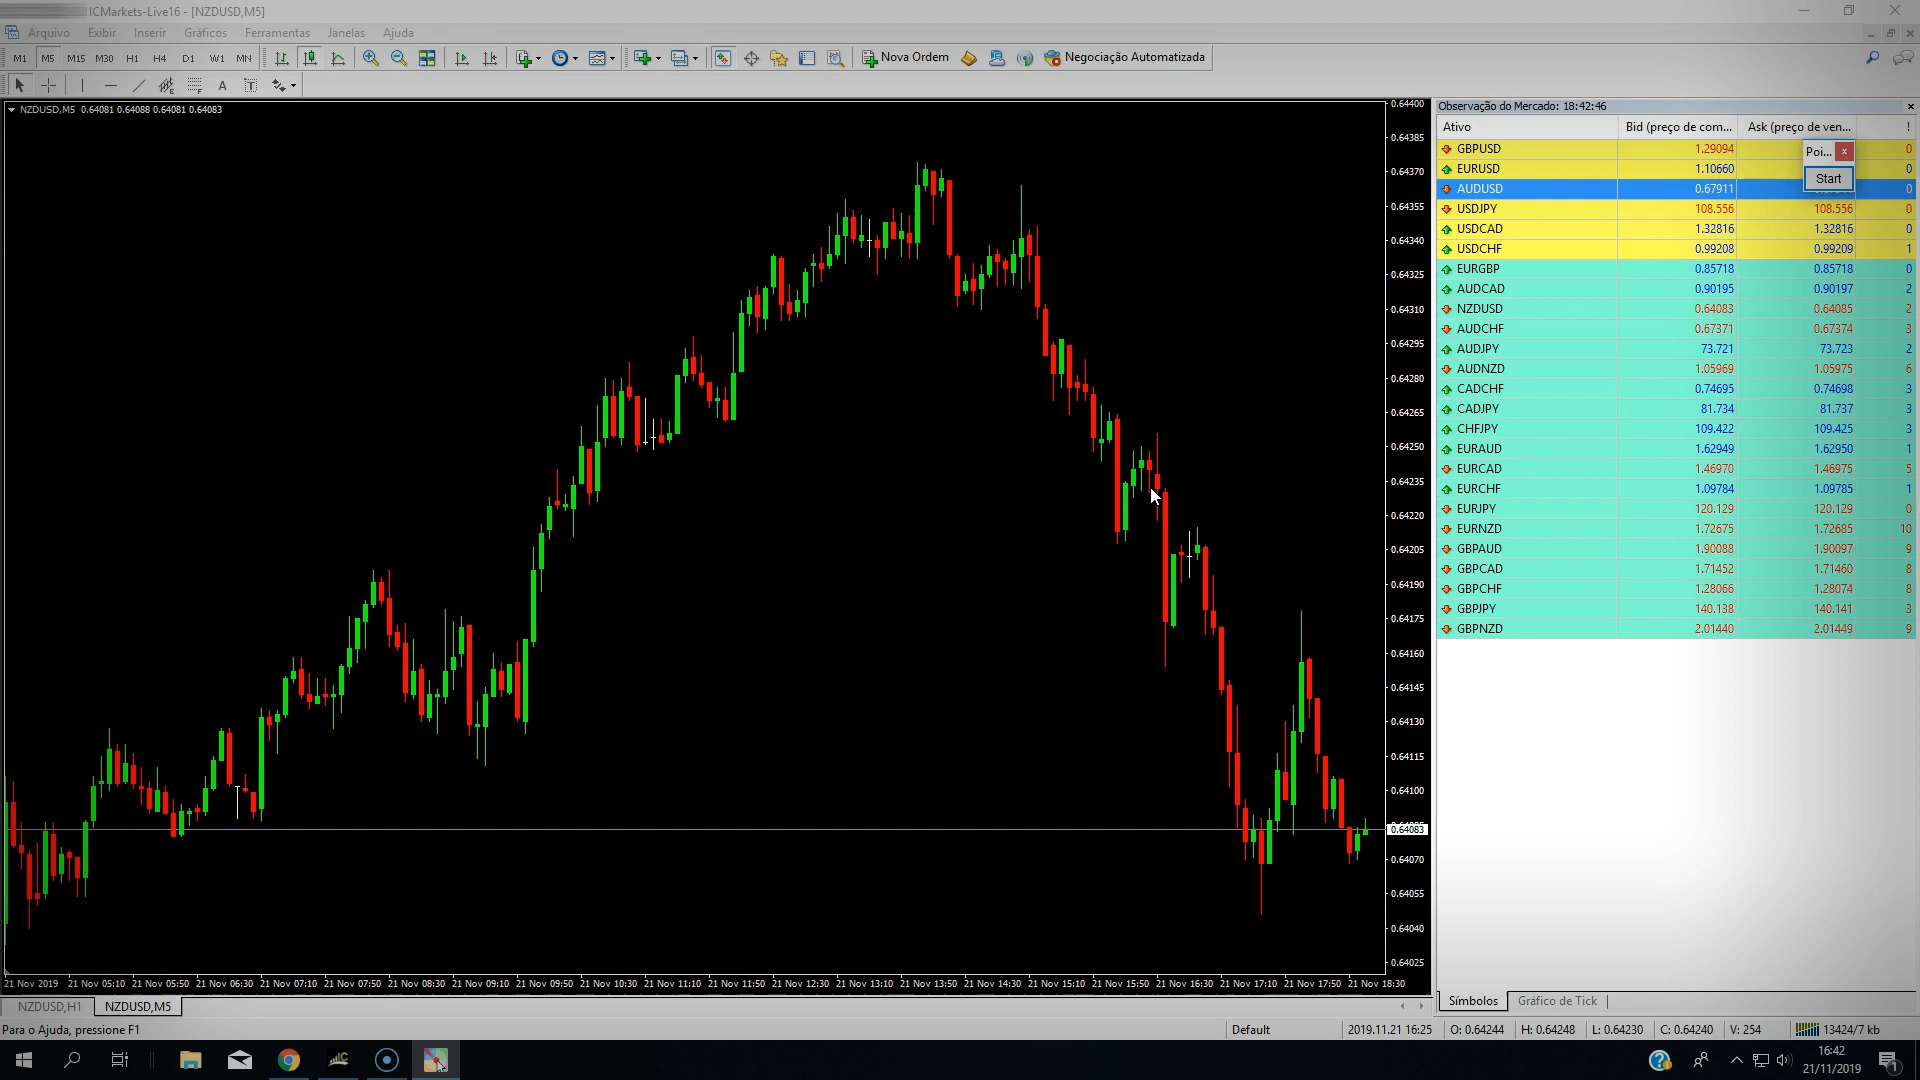 ICMarkets-Live16 - [NZDUSD,M5]
Arquivo Exibir Inserir Gráficos Ferramentas Janelas Ajuda
M1 M5 M15 M30 H1 H4 D1 W1 MN Nova Ordem Negociação Automatizada
A T
NZDUSD,M5 0.64081 0.64088 0.64081 0.64083
0.64400
0.64385
0.64370
0.64355
0.64340
0.64325
0.64310
0.64295
0.64280
0.64265
0.64250
0.64235
0.64220
0.64205
0.64190
0.64175
0.64160
0.64145
0.64130
0.64115
0.64100
0.64083
0.64070
0.64055
0.64040
0.64025
21 Nov 2019 21 Nov 05:10 21 Nov 05:50 21 Nov 06:30 21 Nov 07:10 21 Nov 07:50 21 Nov 08:30 21 Nov 09:10 21 Nov 09:50 21 Nov 10:30 21 Nov 11:10 21 Nov 11:50 21 Nov 12:30 21 Nov 13:10 21 Nov 13:50 21 Nov 14:30 21 Nov 15:10 21 Nov 15:50 21 Nov 16:30 21 Nov 17:10 21 Nov 17:50 21 Nov 18:30
NZDUSD,H1 NZDUSD,M5
Observação do Mercado: 18:42:46
Ativo Bid (preço de com... Ask (preço de ven... !
Poi...
Start
GBPUSD 1.29094 0
EURUSD 1.10660 0
AUDUSD 0.67911 0
USDJPY 108.556 108.556 0
USDCAD 1.32816 1.32816 0
USDCHF 0.99208 0.99209 1
EURGBP 0.85718 0.85718 0
AUDCAD 0.90195 0.90197 2
NZDUSD 0.64083 0.64085 2
AUDCHF 0.67371 0.67374 3
AUDJPY 73.721 73.723 2
AUDNZD 1.05969 1.05975 6
CADCHF 0.74695 0.74698 3
CADJPY 81.734 81.737 3
CHFJPY 109.422 109.425 3
EURAUD 1.62949 1.62950 1
EURCAD 1.46970 1.46975 5
EURCHF 1.09784 1.09785 1
EURJPY 120.129 120.129 0
EURNZD 1.72675 1.72685 10
GBPAUD 1.90088 1.90097 9
GBPCAD 1.71452 1.71460 8
GBPCHF 1.28066 1.28074 8
GBPJPY 140.138 140.141 3
GBPNZD 2.01440 2.01449 9
Símbolos Gráfico de Tick
Para o Ajuda, pressione F1 Default 2019.11.21 16:25 O: 0.64244 H: 0.64248 L: 0.64230 C: 0.64240 V: 254 13424/7 kb
16:42
21/11/2019